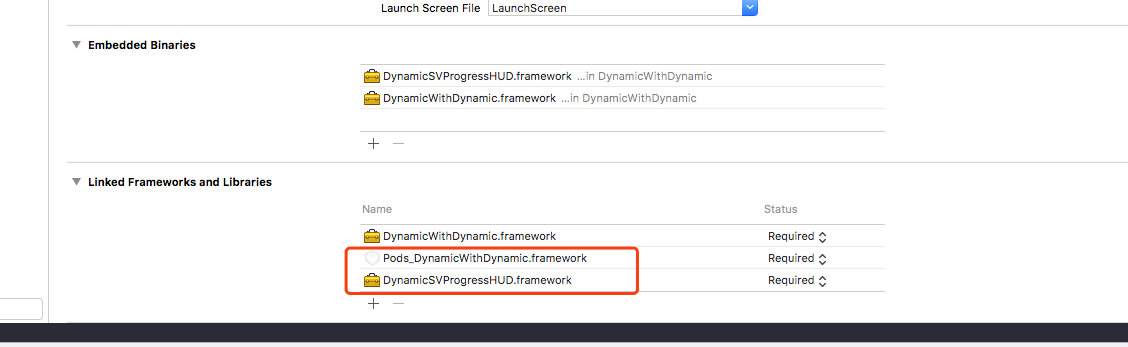 Launch Screen File LaunchScreen
Embedded Binaries
DynamicSVProgressHUD.framework ...in DynamicWithDynamic
DynamicWithDynamic.framework ...in DynamicWithDynamic
Linked Frameworks and Libraries
Name Status
DynamicWithDynamic.framework Required
Pods_DynamicWithDynamic.framework Required
DynamicSVProgressHUD.framework Required